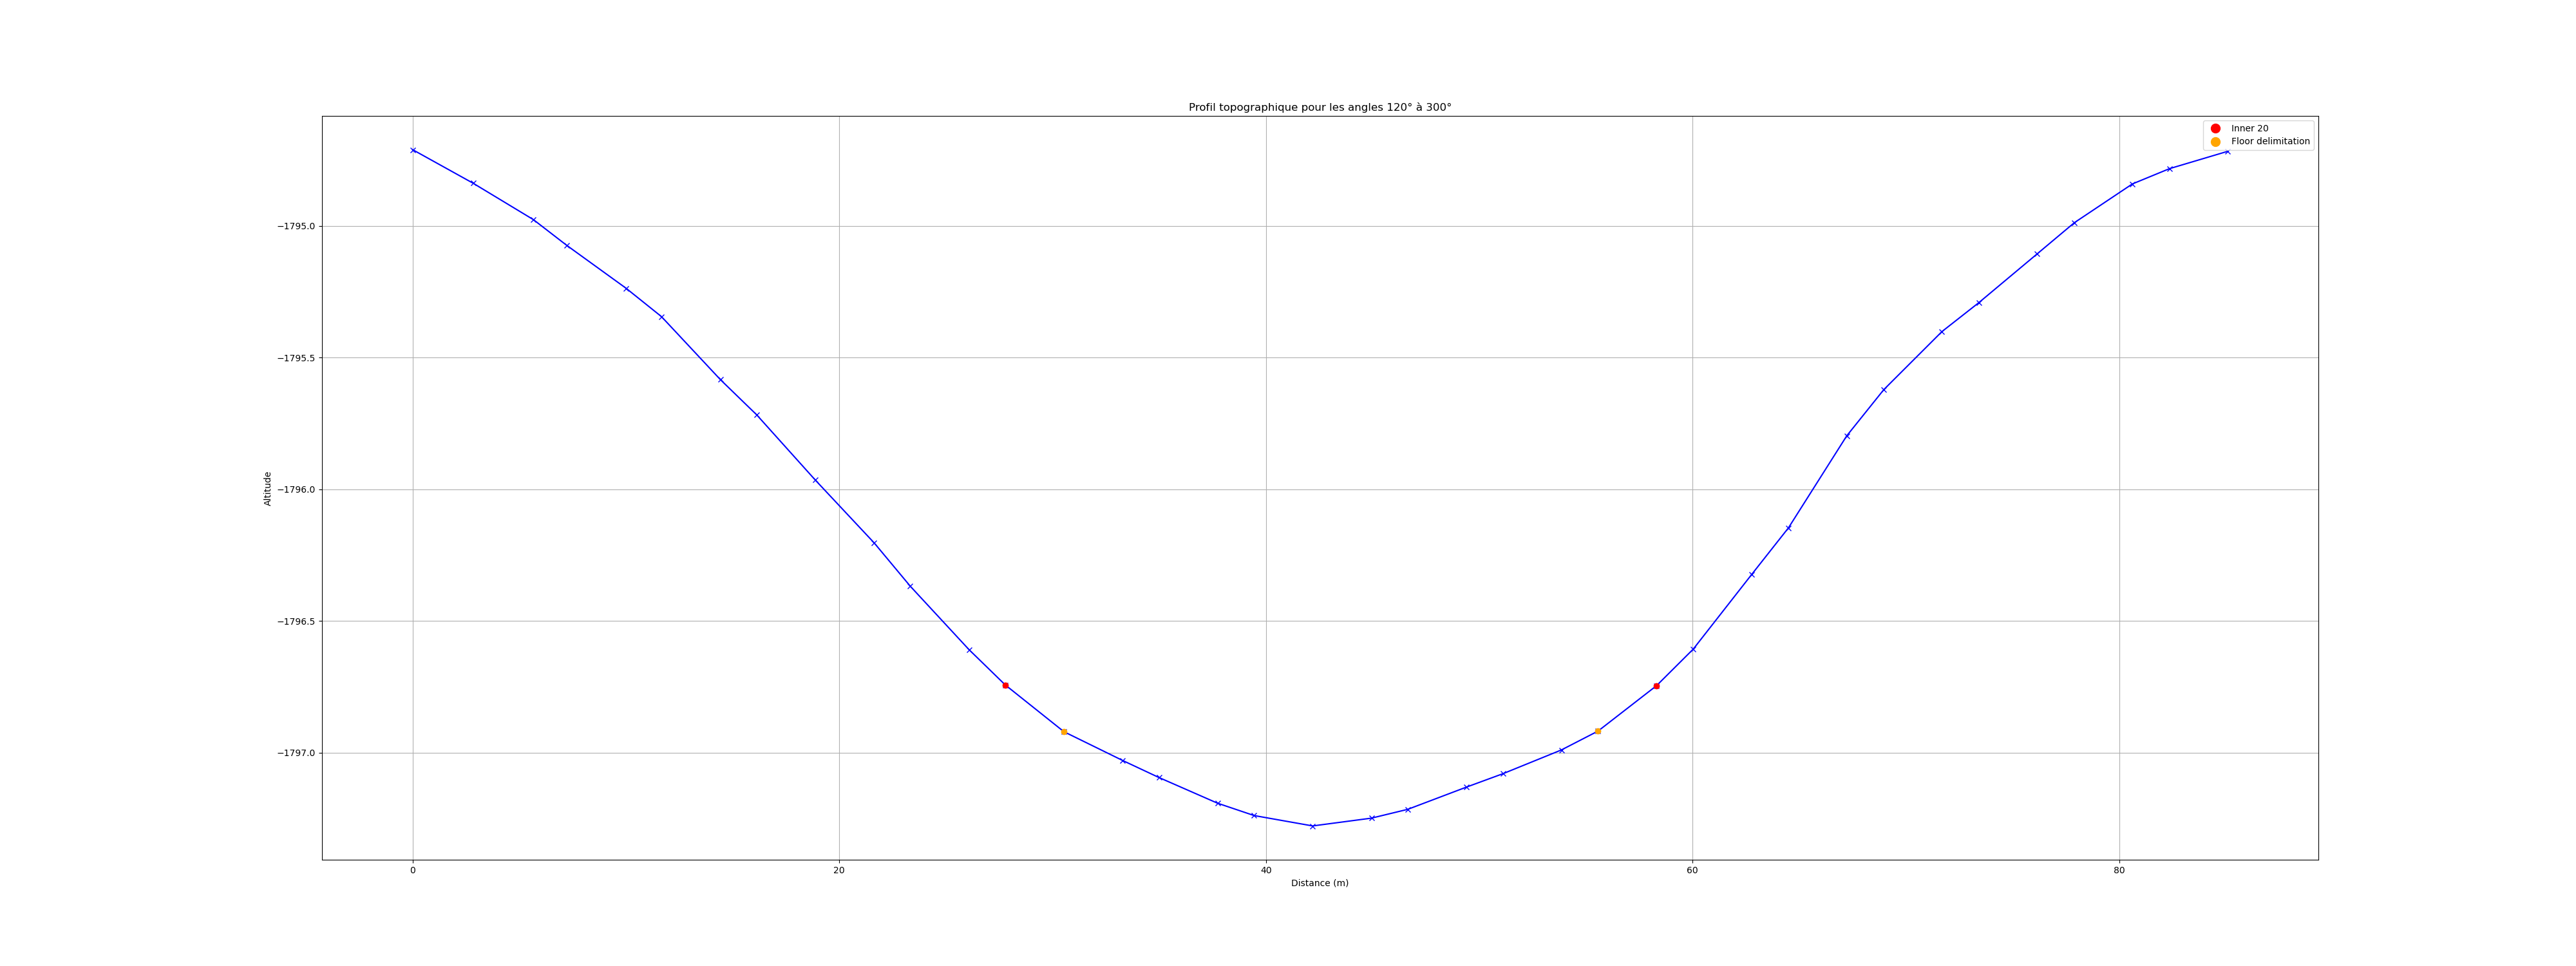 Profil topographique pour les angles 120° à 300°
Inner 20
Floor delimitation
−1795.0
−1795.5
−1796.0
−1796.5
−1797.0
Altitude
0 20 40 60 80
Distance (m)